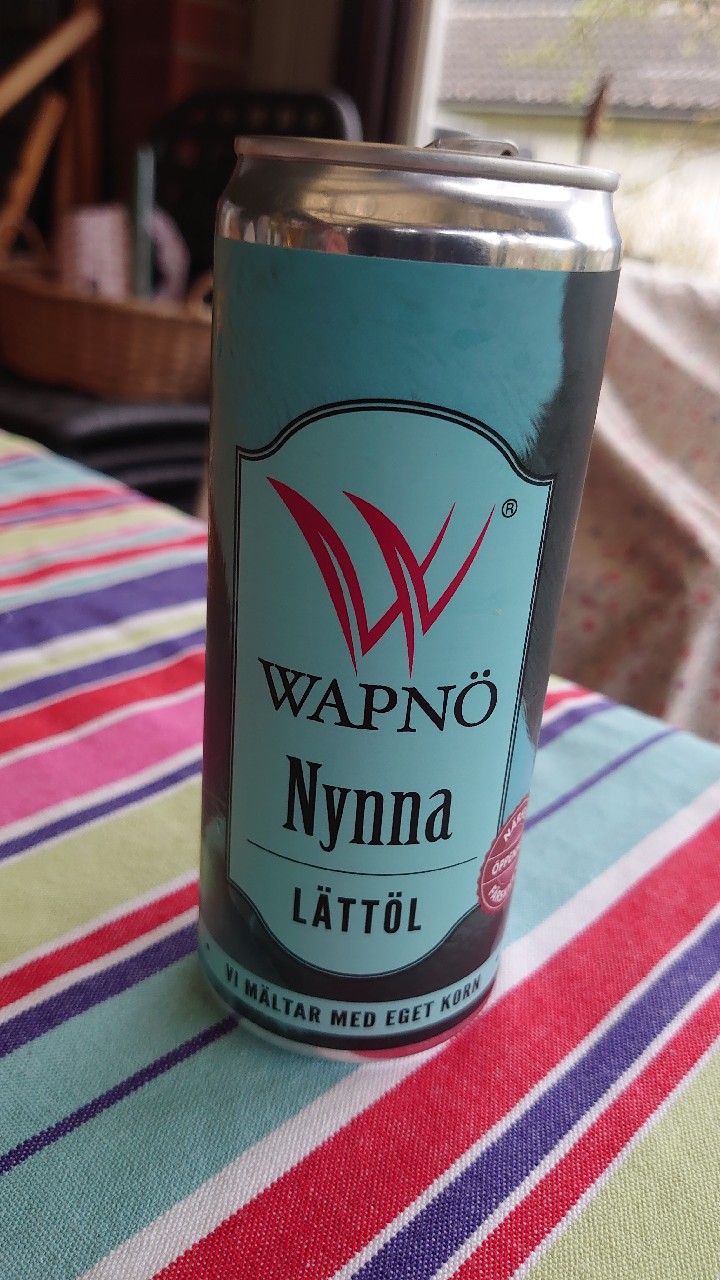 ®
WAPNÖ
Nynna
LÄTTÖL
VI MÄLTAR MED EGET KORN